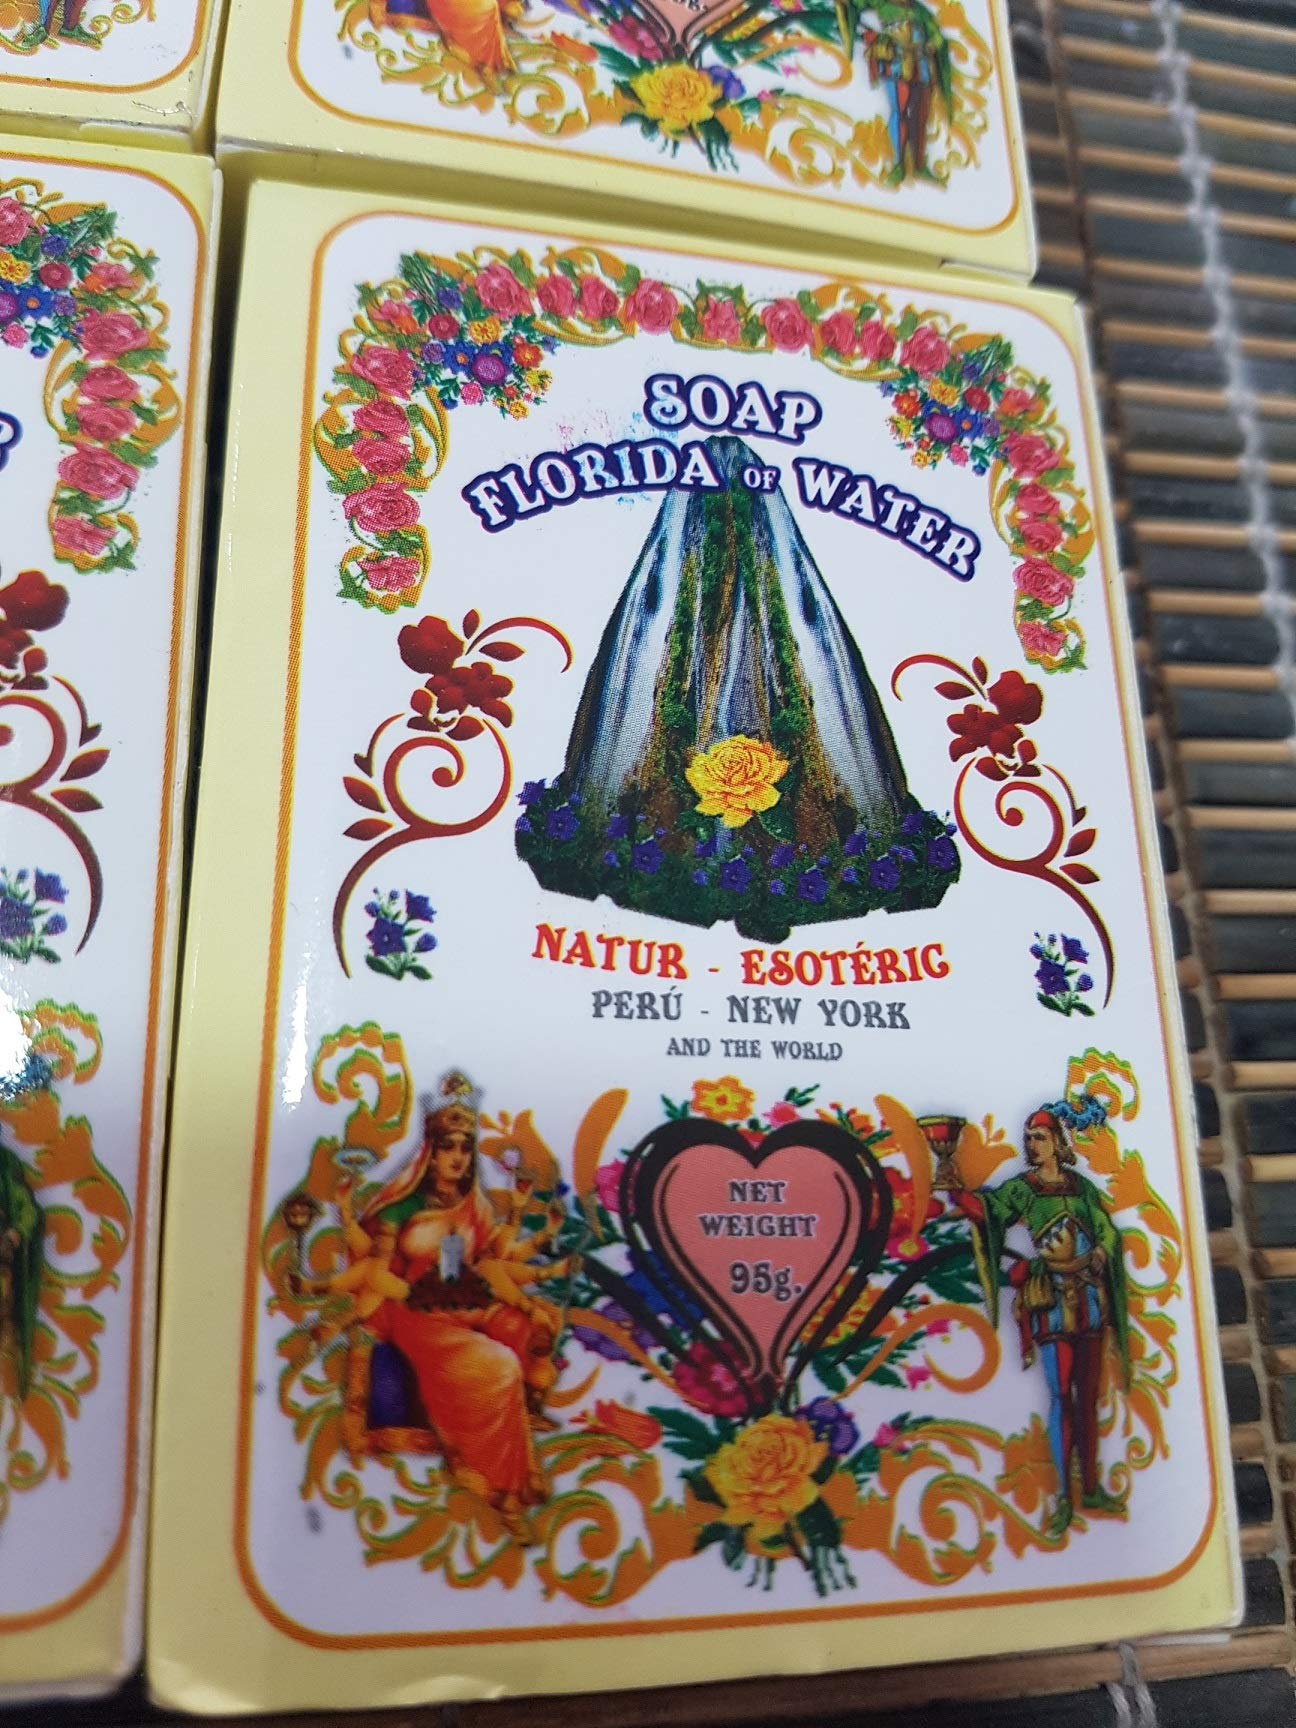 SOAP
FLORIDA OF WATER
NATUR - ESOTÉRIC
PERÚ - NEW YORK
AND THE WORLD
NET
WEIGHT
95g.